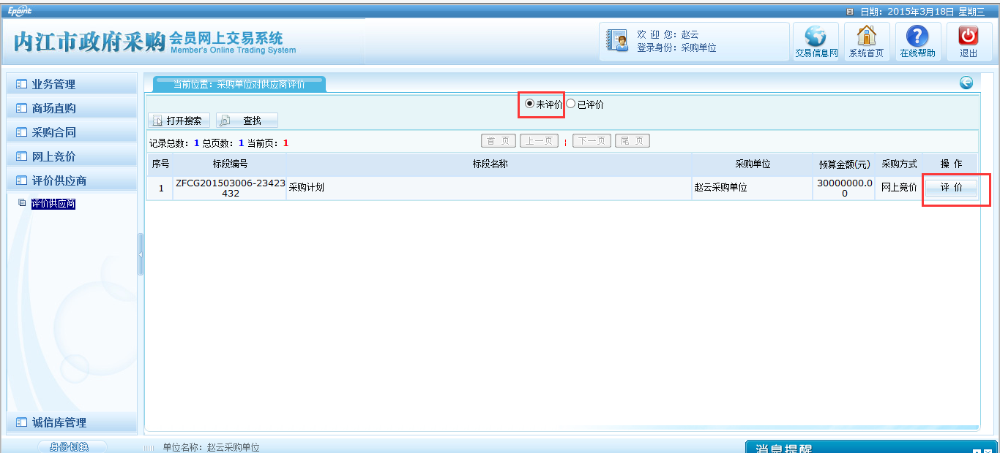 Epoint
日期：2015年3月18日 星期三
内江市政府采购 会员网上交易系统
Member's Online Trading System
欢 迎 您：赵云
登录身份：采购单位
交易信息网 系统首页 在线帮助 退出
业务管理
商场直购
采购合同
网上竞价
评价供应商
评价供应商
诚信库管理
身份切换
当前位置：采购单位对供应商评价
未评价 已评价
打开搜索 查找
记录总数：1 总页数：1 当前页：1 首 页 上一页 下一页 尾 页
序号 标段编号 标段名称 采购单位 预算金额(元) 采购方式 操 作
1 ZFCG201503006-23423 采购计划 赵云采购单位 30000000.0 网上竞价 评 价
432 0
单位名称：赵云采购单位
消息提醒